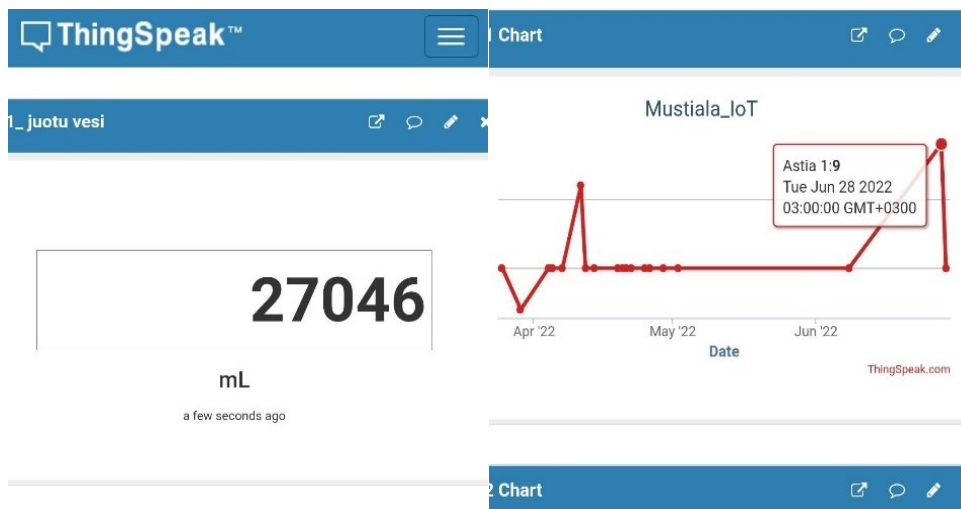 ThingSpeak™
1_ juotu vesi
27046
mL
a few seconds ago
1 Chart
Mustiala_IoT
Astia 1:9
Tue Jun 28 2022
03:00:00 GMT+0300
Apr '22 May '22 Jun '22
Date
ThingSpeak.com
2 Chart